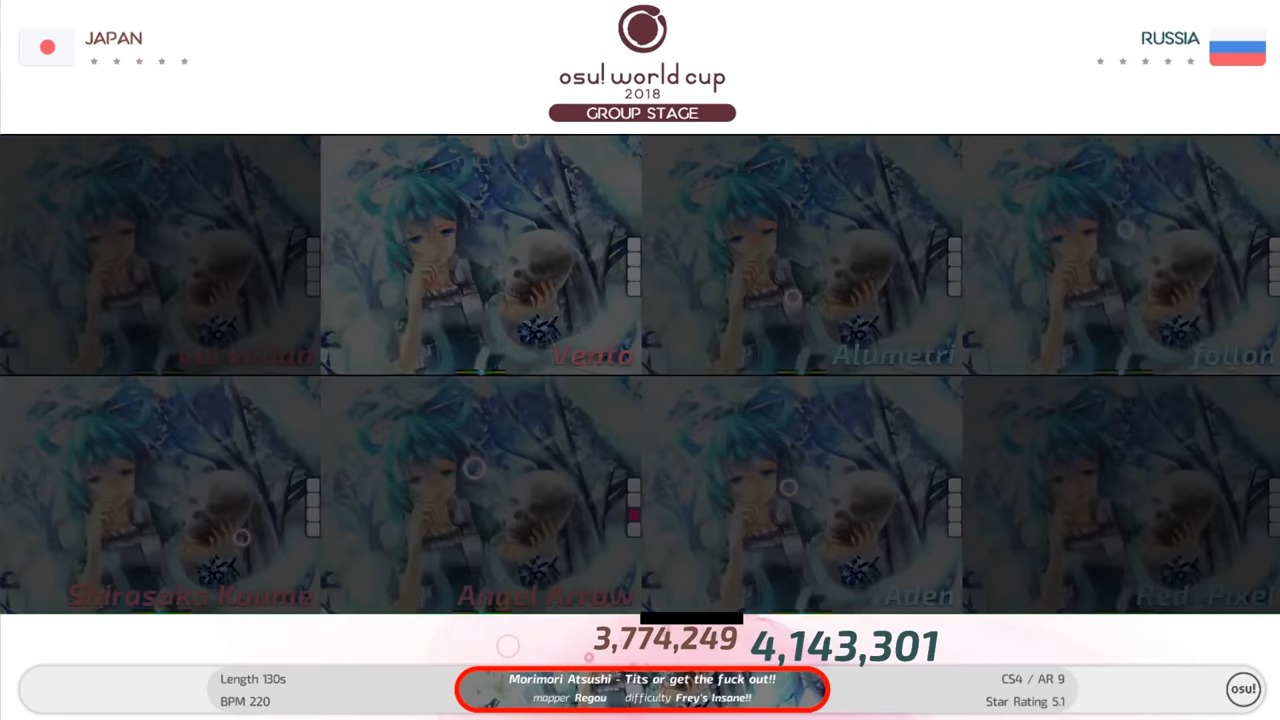 JAPAN
RUSSIA
osu! world cup
2018
GROUP STAGE
Vento
Alumetri
follon
Shirasaka Koume
Angel Arrow
Aden
Red_Pixel
3,774,249
4,143,301
Length 130s
BPM 220
Morimori Atsushi - Tits or get the fuck out!!
mapper Regou difficulty Frey's Insane!!
CS4 / AR 9
Star Rating 5.1
osu!